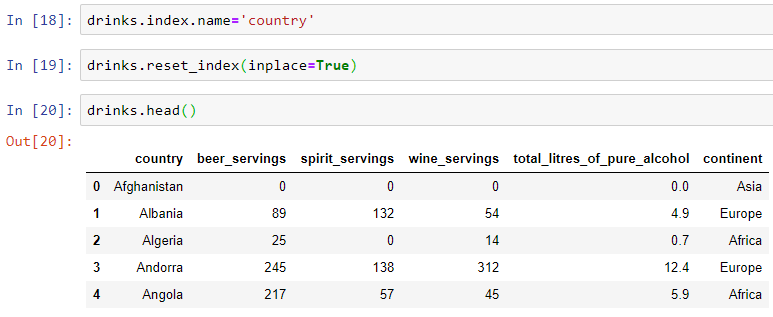 In [18]: drinks.index.name='country'
In [19]: drinks.reset_index(inplace=True)
In [20]: drinks.head()
Out[20]:
country beer_servings spirit_servings wine_servings total_litres_of_pure_alcohol continent
0 Afghanistan 0 0 0 0.0 Asia
1 Albania 89 132 54 4.9 Europe
2 Algeria 25 0 14 0.7 Africa
3 Andorra 245 138 312 12.4 Europe
4 Angola 217 57 45 5.9 Africa